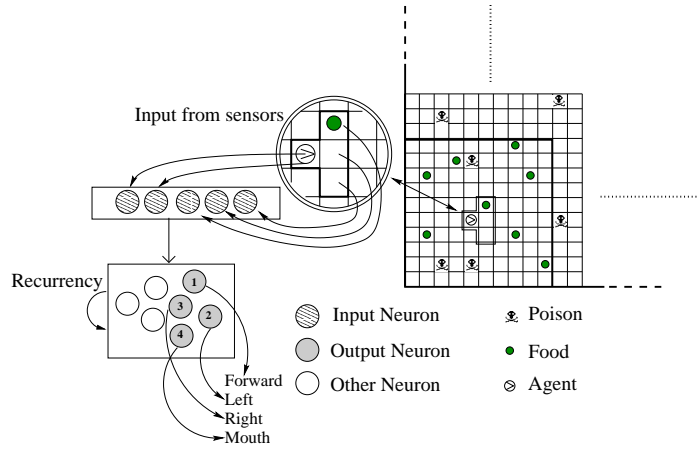 Input from sensors
Recurrency
1
3
2
4
Forward
Left
Right
Mouth
Input Neuron
Output Neuron
Other Neuron
Poison
Food
Agent